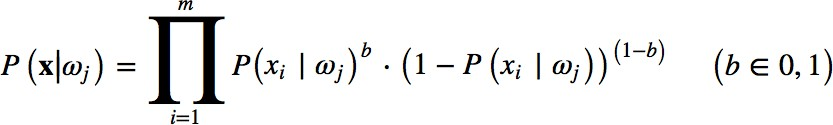 P(𝐱|ω_j) = ∏_{i=1}^{m} P(x_i | ω_j)^b · (1 − P(x_i | ω_j))^{(1−b)} (b ∈ 0, 1)